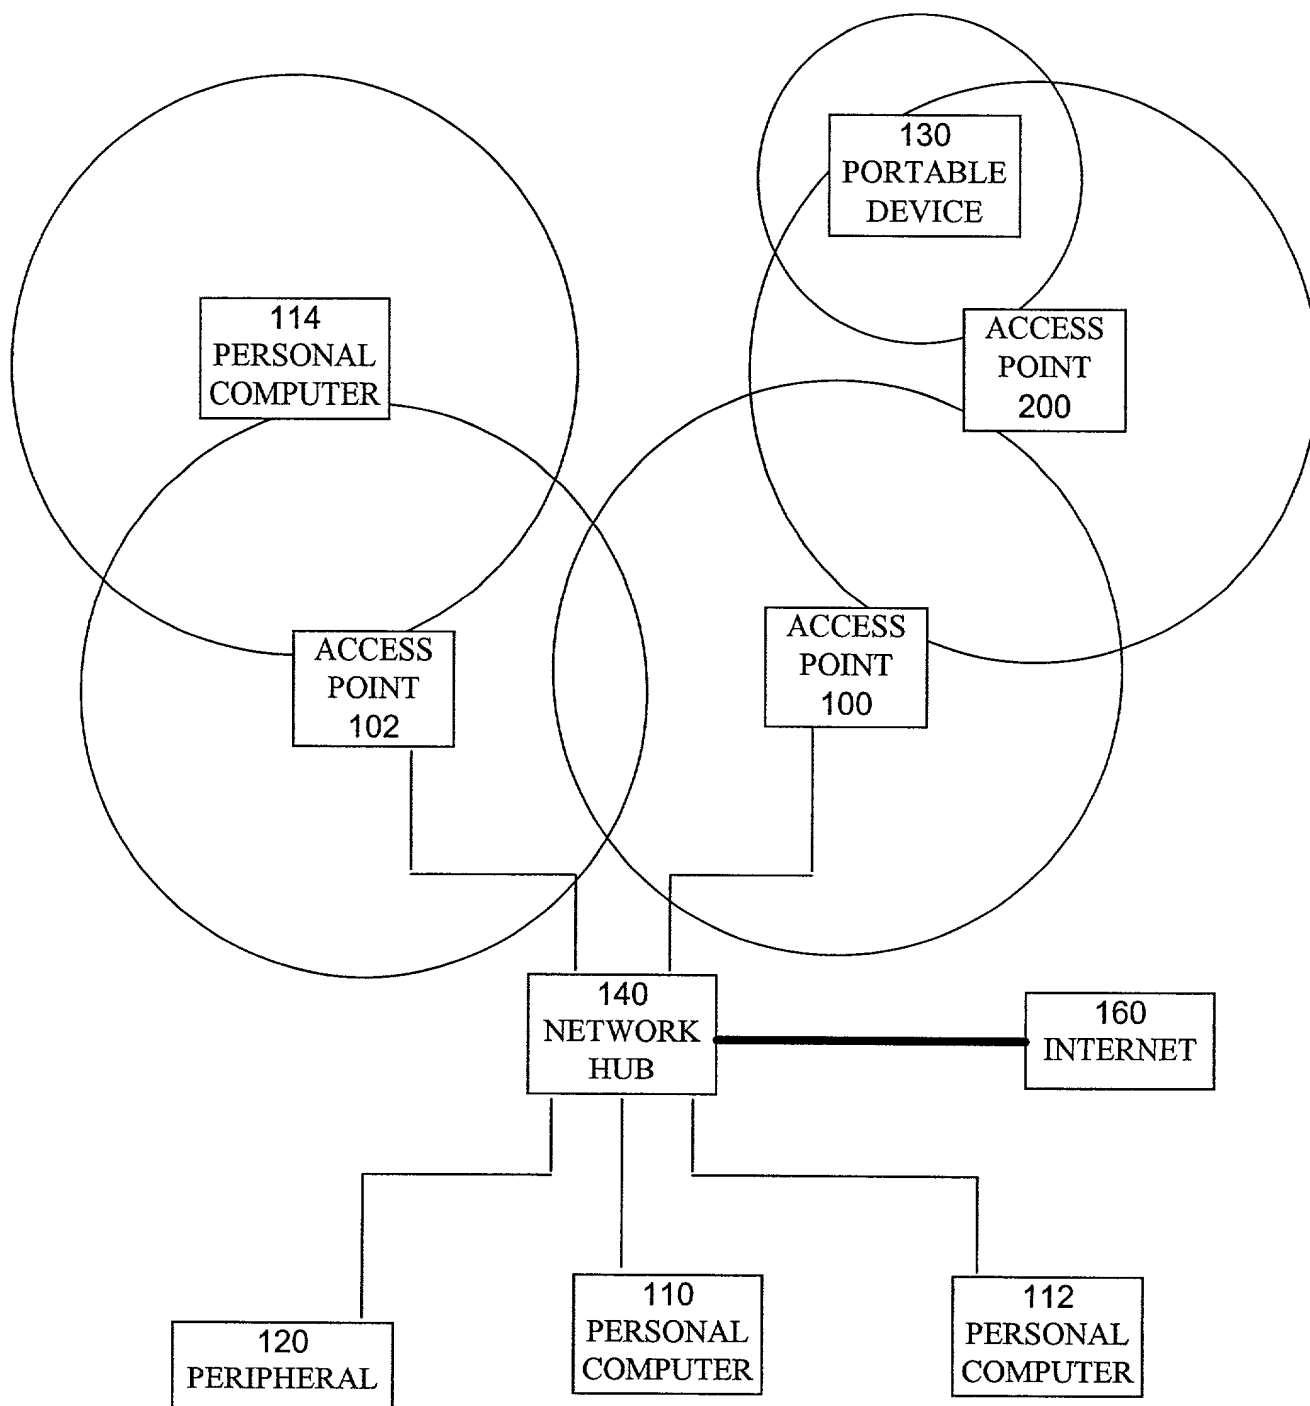 130
PORTABLE
DEVICE
114
PERSONAL
COMPUTER
ACCESS
POINT
200
ACCESS
POINT
102
ACCESS
POINT
100
140
NETWORK
HUB
160
INTERNET
120
PERIPHERAL
110
PERSONAL
COMPUTER
112
PERSONAL
COMPUTER